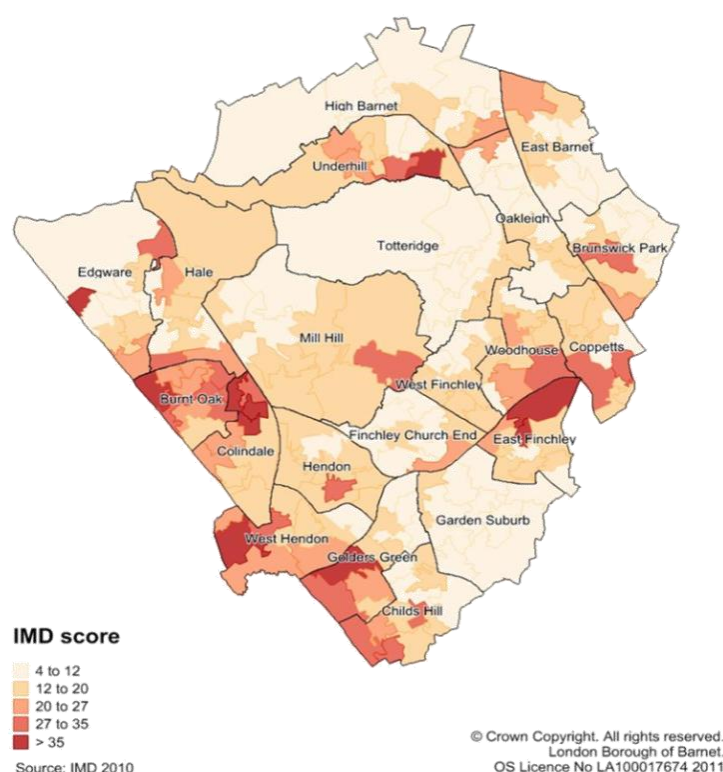 High Barnet
East Barnet
Underhill
Oakleigh
Totteridge
Brunswick Park
Edgware
Hale
Mill Hill
Woodhouse
Coppetts
West Finchley
Burnt Oak
Finchley Church End
East Finchley
Colindale
Hendon
Garden Suburb
West Hendon
Golders Green
Childs Hill
IMD score
4 to 12
12 to 20
20 to 27
27 to 35
> 35
Source: IMD 2010
© Crown Copyright. All rights reserved.
London Borough of Barnet.
OS Licence No LA100017674 2011